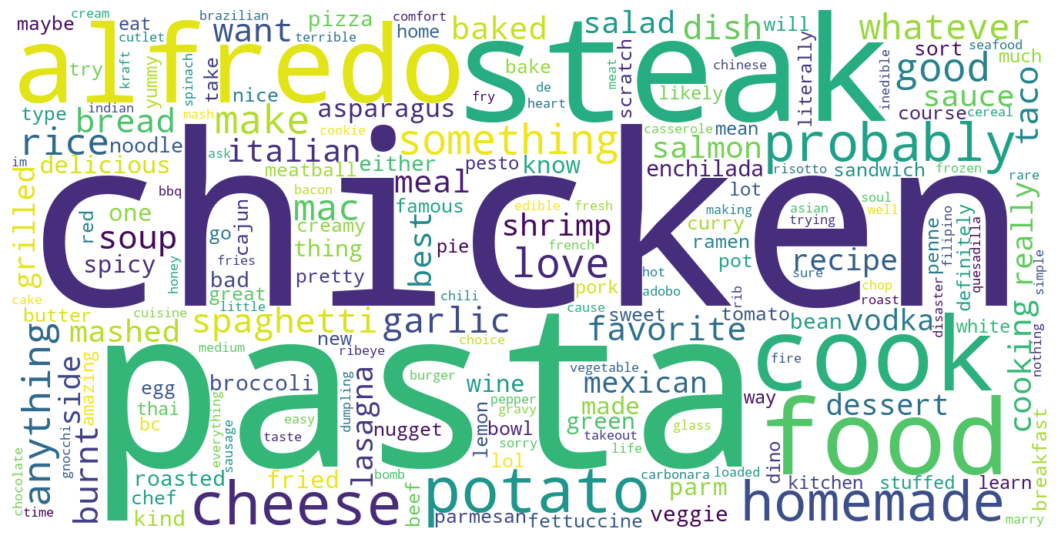 maybe eat brazilian cream comfort pizza salad dish will whatever
alfredo want terrible home cutlet baked steak chinese seafood
try kraft yummy spinach take nice scratch bake likely meat literally inedible sort good much
type indian bread mash make fry de heart asparagus sauce course cereal taco
rice noodle cookie something casserole mean salmon probably
im delicious ask italian meatball either pesto know enchilada sandwich risotto frozen rare
grilled bbq bacon meal famous edible fresh lot asian making trying soul well
chicken
red one soup go cajun mac creamy thing best shrimp pie french love curry ramen pot recipe definitely penne filipino quesadilla cooking really
spicy honey fries bad great pretty pork hot adobo sure chop roast disaster simple
cake cuisine little chili cause rib tomato nothing
butter mashed spaghetti garlic new sweet favorite bean vodka white
anything medium ribeye choice vegetable fire cook
pasta
burnt side amazing egg broccoli lasagna dumpling burger wine mexican way
thai bc everything easy taste nugget lemon pepper gravy bowl made green takeout glass dessert food
gnocchi sausage sorry life lol
chocolate roasted fried bomb carbonara loaded dino kitchen stuffed learn breakfast
time chef kind cheese beef potato parm homemade
parmesan fettuccine veggie marry